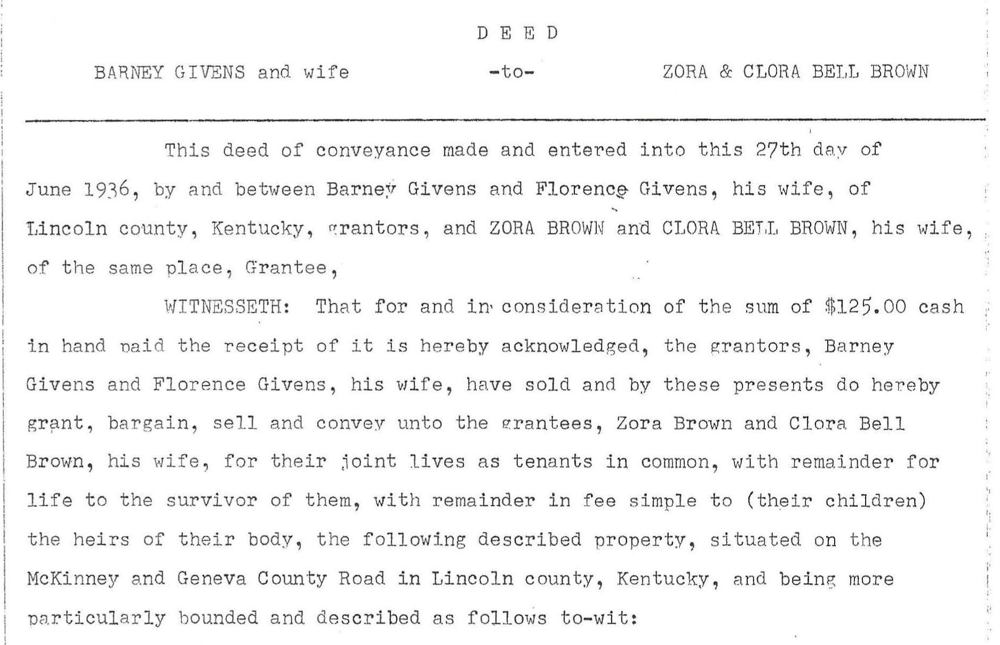 D E E D
BARNEY GIVENS and wife -to- ZORA & CLORA BELL BROWN
This deed of conveyance made and entered into this 27th day of
June 1936, by and between Barney Givens and Florence Givens, his wife, of
Lincoln county, Kentucky, grantors, and ZORA BROWN and CLORA BELL BROWN, his wife,
of the same place, Grantee,
WITNESSETH: That for and in consideration of the sum of $125.00 cash
in hand paid the receipt of it is hereby acknowledged, the grantors, Barney
Givens and Florence Givens, his wife, have sold and by these presents do hereby
grant, bargain, sell and convey unto the grantees, Zora Brown and Clora Bell
Brown, his wife, for their joint lives as tenants in common, with remainder for
life to the survivor of them, with remainder in fee simple to (their children)
the heirs of their body, the following described property, situated on the
McKinney and Geneva County Road in Lincoln county, Kentucky, and being more
particularly bounded and described as follows to-wit: